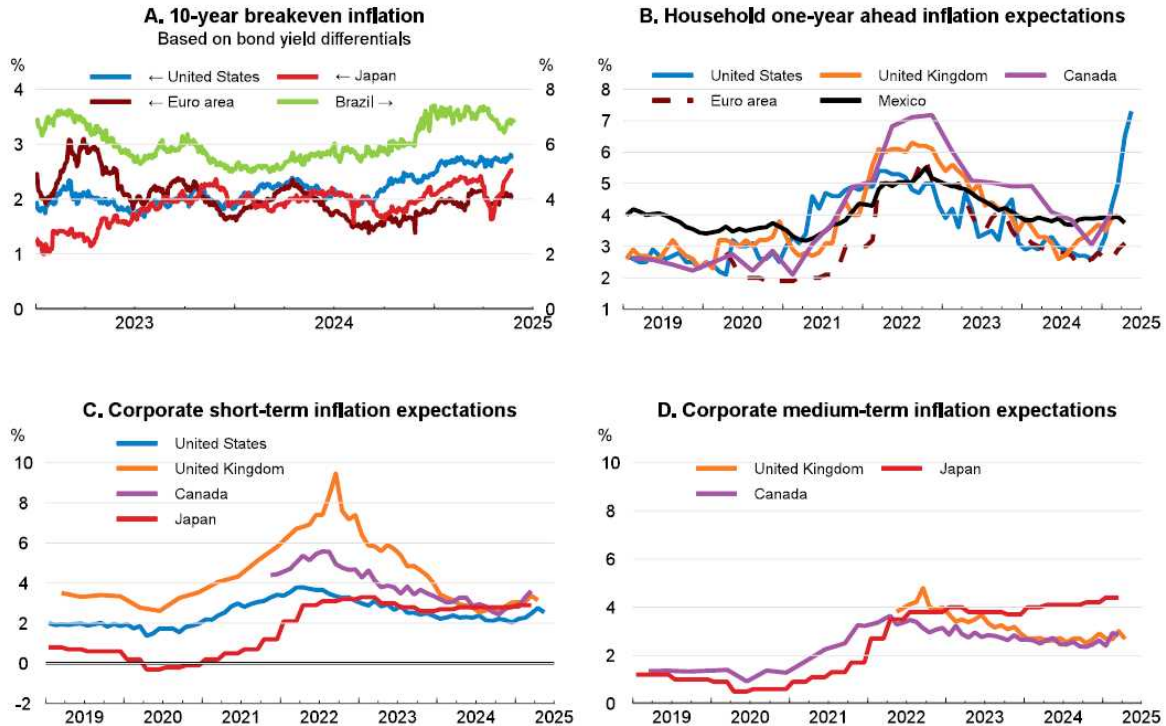 A. 10-year breakeven inflation
Based on bond yield differentials
% %
← United States ← Japan
← Euro area Brazil →
4 8
3 6
2 4
1 2
0 0
2023 2024 2025
B. Household one-year ahead inflation expectations
%
United States United Kingdom Canada
Euro area Mexico
7
6
5
4
3
2
1
2019 2020 2021 2022 2023 2024 2025
C. Corporate short-term inflation expectations
%
United States
United Kingdom
Canada
Japan
10
8
6
4
2
0
-2
2019 2020 2021 2022 2023 2024 2025
D. Corporate medium-term inflation expectations
%
United Kingdom Japan
Canada
10
8
6
4
2
0
2019 2020 2021 2022 2023 2024 2025